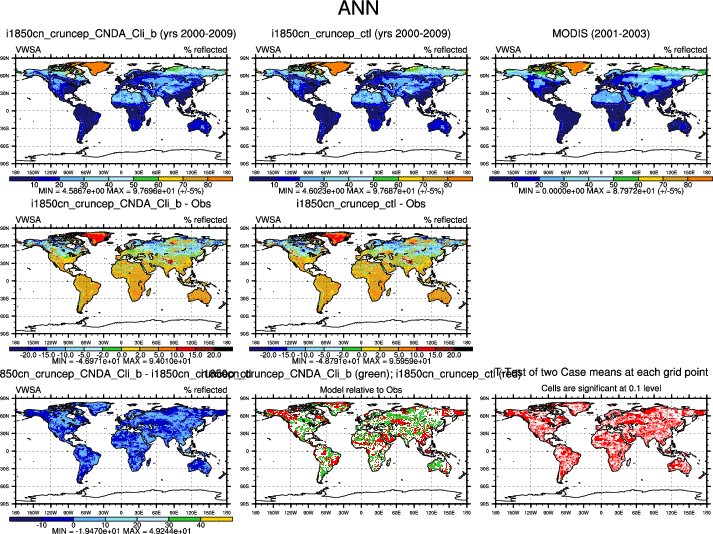 ANN
i1850cn_cruncep_CNDA_Cli_b (yrs 2000-2009)
VWSA % reflected
90N
60N
30N
0
30S
60S
90S
180 150W 120W 90W 60W 30W 0 30E 60E 90E 120E 150E 180
10 20 30 40 50 60 70 80
MIN = 4.5867e+00 MAX = 9.7696e+01 (+/-5%)
i1850cn_cruncep_ctl (yrs 2000-2009)
VWSA % reflected
90N
60N
30N
0
30S
60S
90S
180 150W 120W 90W 60W 30W 0 30E 60E 90E 120E 150E 180
10 20 30 40 50 60 70 80
MIN = 4.6023e+00 MAX = 9.7687e+01 (+/-5%)
MODIS (2001-2003)
VWSA % reflected
90N
60N
30N
0
30S
60S
90S
180 150W 120W 90W 60W 30W 0 30E 60E 90E 120E 150E 180
10 20 30 40 50 60 70 80
MIN = 0.0000e+00 MAX = 8.7972e+01 (+/-5%)
i1850cn_cruncep_CNDA_Cli_b - Obs
VWSA % reflected
90N
60N
30N
0
30S
60S
90S
180 150W 120W 90W 60W 30W 0 30E 60E 90E 120E 150E 180
-20.0 -15.0 -10.0 -5.0 -2.0 0.0 2.0 5.0 10.0 15.0 20.0
MIN = -4.6971e+01 MAX = 9.4010e+01
i1850cn_cruncep_ctl - Obs
VWSA % reflected
90N
60N
30N
0
30S
60S
90S
180 150W 120W 90W 60W 30W 0 30E 60E 90E 120E 150E 180
-20.0 -15.0 -10.0 -5.0 -2.0 0.0 2.0 5.0 10.0 15.0 20.0
MIN = -4.8791e+01 MAX = 9.5959e+01
850cn_cruncep_CNDA_Cli_b - i1850cn_cruncep_ctl
VWSA % reflected
90N
60N
30N
0
30S
60S
90S
180 150W 120W 90W 60W 30W 0 30E 60E 90E 120E 150E 180
-10 0 10 20 30 40
MIN = -1.9470e+01 MAX = 4.9244e+01
cruncep_CNDA_Cli_b (green); i1850cn_cruncep_ctl (red)
Model relative to Obs
90N
60N
30N
0
30S
60S
90S
180 150W 120W 90W 60W 30W 0 30E 60E 90E 120E 150E 180
T-Test of two Case means at each grid point
Cells are significant at 0.1 level
90N
60N
30N
0
30S
60S
90S
180 150W 120W 90W 60W 30W 0 30E 60E 90E 120E 150E 180